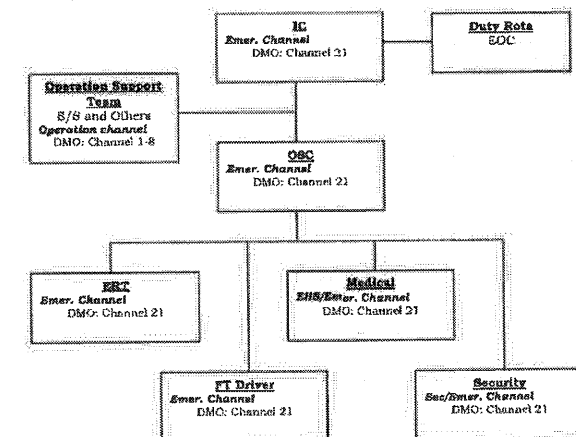 IC
Emer. Channel
DMO: Channel 21
Duty Rota
EOC
Operation Support
Team
S/S and Others
Operation channel
DMO: Channel 1-8
OSC
Emer. Channel
DMO: Channel 21
ERT
Emer. Channel
DMO: Channel 21
Medical
EHS/Emer. Channel
DMO: Channel 21
FT Driver
Emer. Channel
DMO: Channel 21
Security
Sec/Emer. Channel
DMO: Channel 21